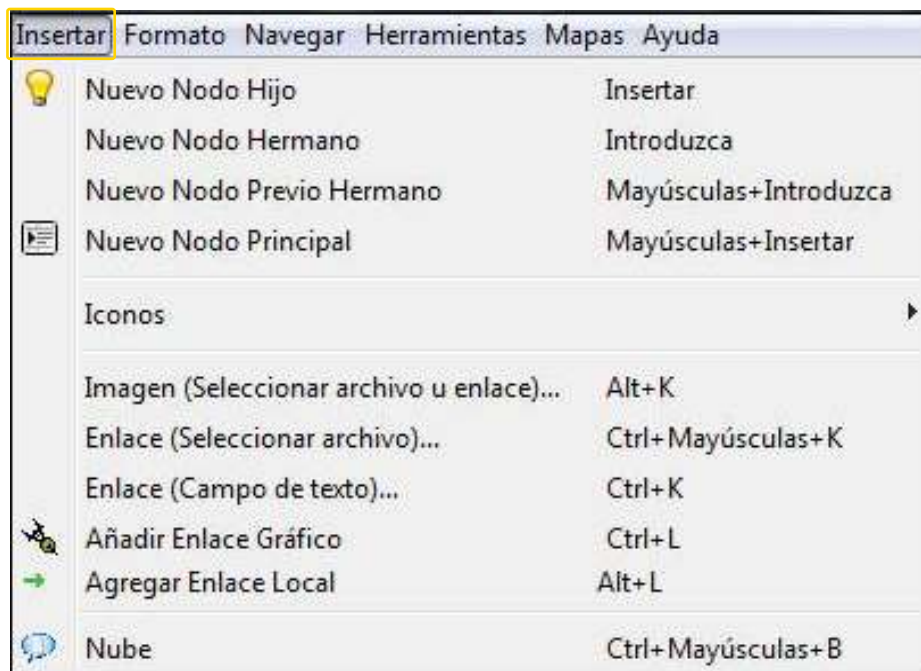 Insertar Formato Navegar Herramientas Mapas Ayuda
Nuevo Nodo Hijo Insertar
Nuevo Nodo Hermano Introduzca
Nuevo Nodo Previo Hermano Mayúsculas+Introduzca
Nuevo Nodo Principal Mayúsculas+Insertar
Iconos
Imagen (Seleccionar archivo u enlace)... Alt+K
Enlace (Seleccionar archivo)... Ctrl+Mayúsculas+K
Enlace (Campo de texto)... Ctrl+K
Añadir Enlace Gráfico Ctrl+L
Agregar Enlace Local Alt+L
Nube Ctrl+Mayúsculas+B